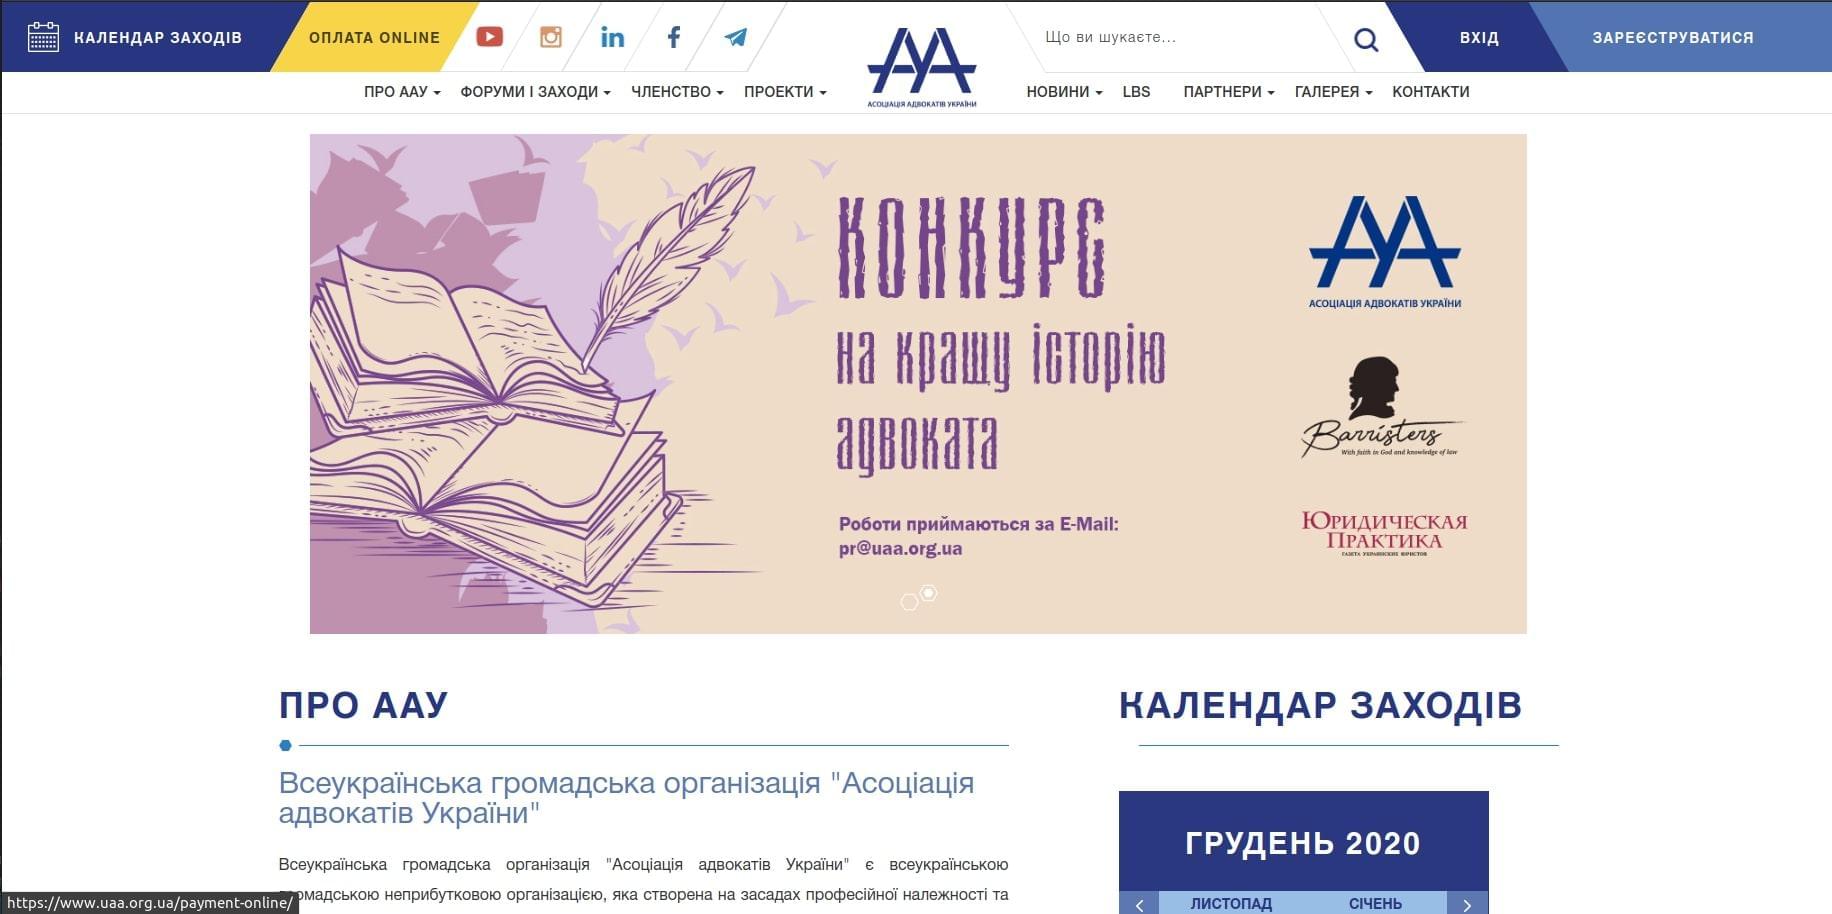 КАЛЕНДАР ЗАХОДІВ
ОПЛАТА ONLINE
Що ви шукаєте...
ВХІД
ЗАРЕЄСТРУВАТИСЯ
АСОЦІАЦІЯ АДВОКАТІВ УКРАЇНИ
ПРО ААУ
ФОРУМИ І ЗАХОДИ
ЧЛЕНСТВО
ПРОЕКТИ
НОВИНИ
LBS
ПАРТНЕРИ
ГАЛЕРЕЯ
КОНТАКТИ
КОНКУРС
на кращу історію
адвоката
Роботи приймаються за E-Mail:
pr@uaa.org.ua
АСОЦІАЦІЯ АДВОКАТІВ УКРАЇНИ
Barristers
With faith in God and knowledge of law
ЮРИДИЧЕСКАЯ
ПРАКТИКА
ГАЗЕТА УКРАИНСКИХ ЮРИСТОВ
ПРО ААУ
Всеукраїнська громадська організація "Асоціація
адвокатів України"
Всеукраїнська громадська організація "Асоціація адвокатів України" є всеукраїнською
громадською неприбутковою організацією, яка створена на засадах професійної належності та
КАЛЕНДАР ЗАХОДІВ
ГРУДЕНЬ 2020
ЛИСТОПАД
СІЧЕНЬ
https://www.uaa.org.ua/payment-online/